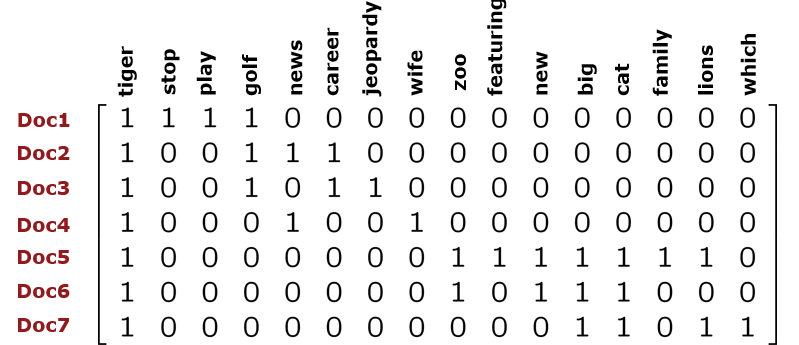 tiger stop play golf news career jeopardy wife zoo featuring new big cat family lions which
Doc1 1 1 1 1 0 0 0 0 0 0 0 0 0 0 0 0
Doc2 1 0 0 1 1 1 0 0 0 0 0 0 0 0 0 0
Doc3 1 0 0 1 0 1 1 0 0 0 0 0 0 0 0 0
Doc4 1 0 0 0 1 0 0 1 0 0 0 0 0 0 0 0
Doc5 1 0 0 0 0 0 0 0 1 1 1 1 1 1 1 0
Doc6 1 0 0 0 0 0 0 0 1 0 1 1 1 0 0 0
Doc7 1 0 0 0 0 0 0 0 0 0 0 1 1 0 1 1